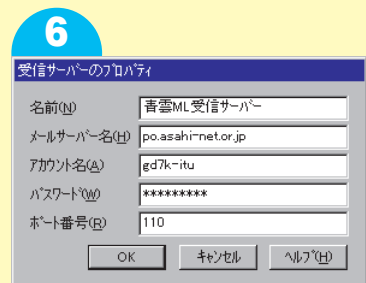 6
受信サーバーのプロパティ
名前(N) 青雲ML受信サーバー
メールサーバー名(H) po.asahi-net.or.jp
アカウント名(A) gd7k-itu
パスワード(W) *********
ポート番号(R) 110
OK キャンセル ヘルプ(H)